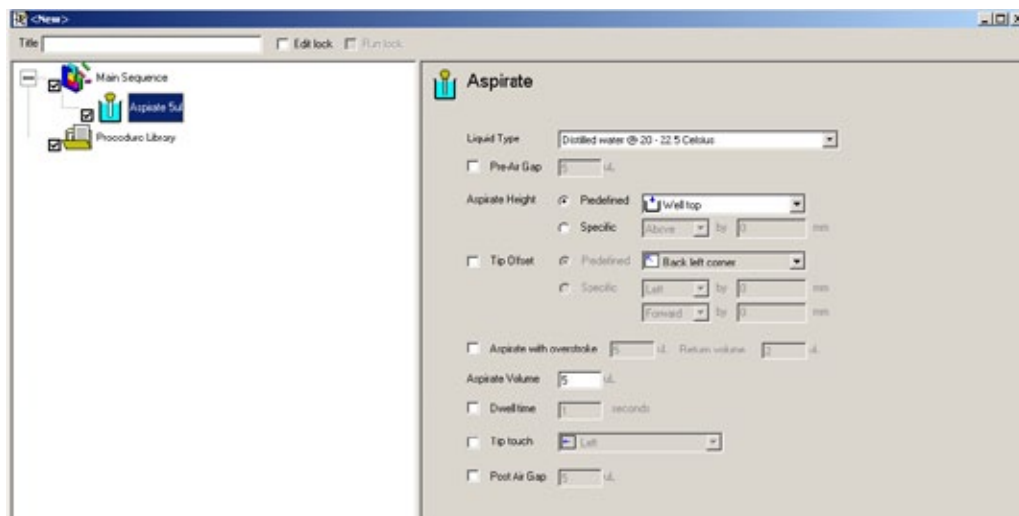 <New>
Title Edit lock Run lock
Main Sequence
Aspirate 5ul
Procedure Library
Aspirate
Liquid Type Distilled water @ 20 - 22.5 Celsius
Pre-Air Gap 5 uL
Aspirate Height Predefined Well top
Specific Above by 0 mm
Tip Offset Predefined Back left corner
Specific Left by 0 mm
Forward by 0 mm
Aspirate with overstroke 5 uL Return volume 2 uL
Aspirate Volume 5 uL
Dwell time 1 seconds
Tip touch Left
Post Air Gap 5 uL